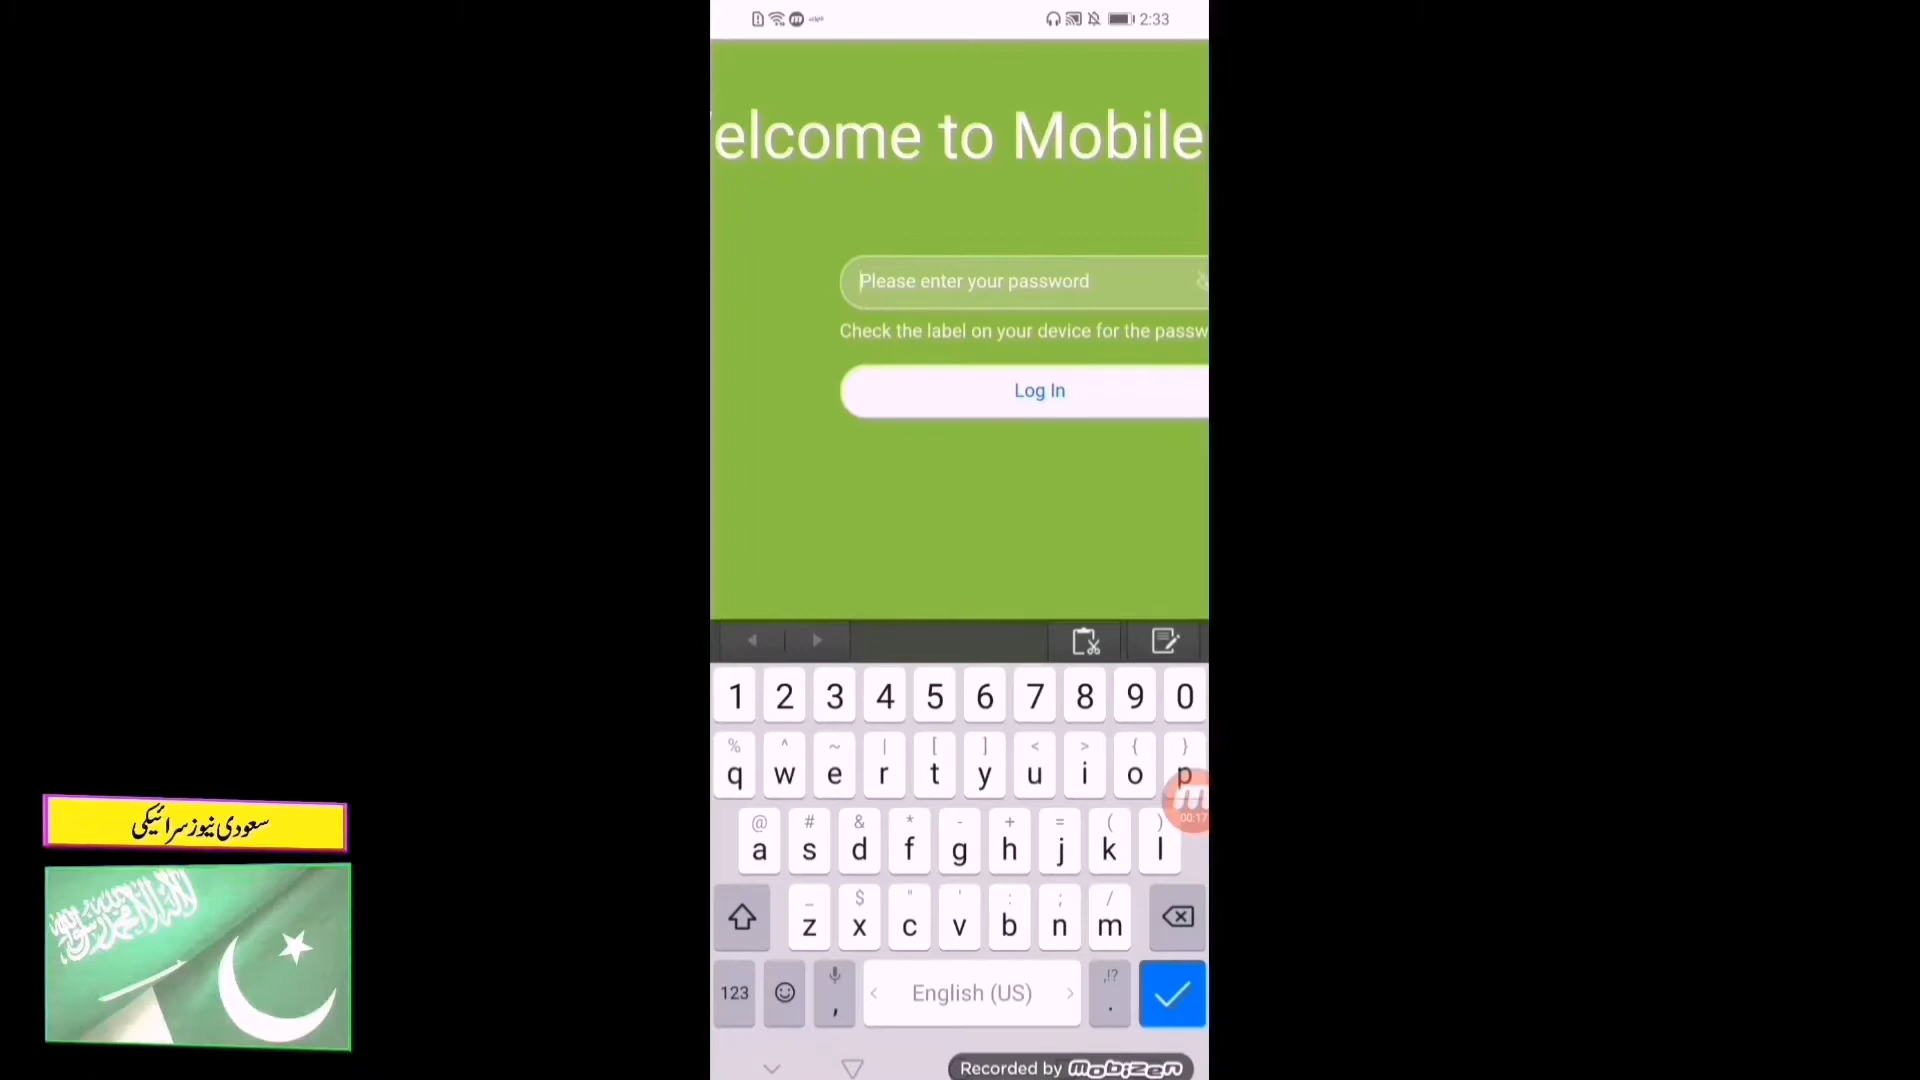 2:33
elcome to Mobile
Please enter your password
Check the label on your device for the passw
Log In
1 2 3 4 5 6 7 8 9 0
% ^ ~ | [ ] < > { }
q w e r t y u i o p
00:17
@ # & * - + = ( )
a s d f g h j k l
_ $ " ' : ; /
z x c v b n m
123 , < English (US) > ,!? .
Recorded by mobizen
سعودی نیوز سرائیکی